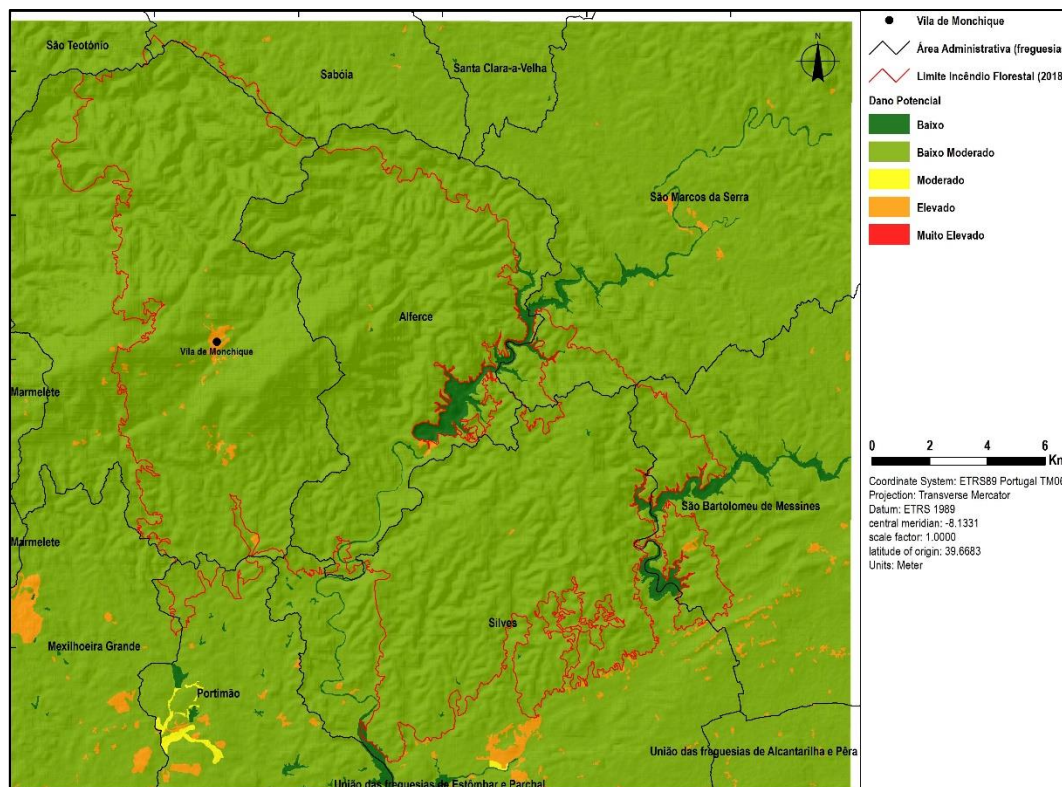 São Teotónio
Sabóia
Santa Clara-a-Velha
São Marcos da Serra
Alferce
Vila de Monchique
Marmelete
São Bartolomeu de Messines
Marmelete
Silves
Mexilhoeira Grande
Portimão
União das freguesias de Alcantarilha e Pêra
União das freguesias de Estômbar e Parchal
N
Vila de Monchique
Área Administrativa (freguesia
Limite Incêndio Florestal (2018
Dano Potencial
Baixo
Baixo Moderado
Moderado
Elevado
Muito Elevado
0 2 4 6
Km
Coordinate System: ETRS89 Portugal TM06
Projection: Transverse Mercator
Datum: ETRS 1989
central meridian: -8.1331
scale factor: 1.0000
latitude of origin: 39.6683
Units: Meter